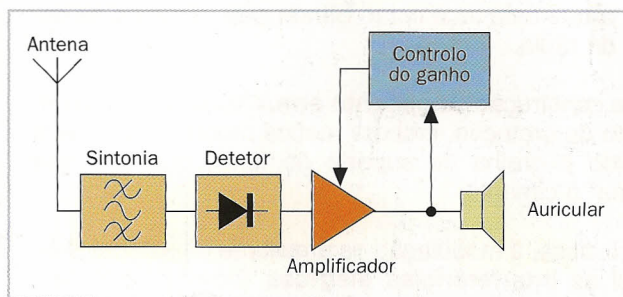 Antena
Controlo
do ganho
Sintonia
Detetor
Auricular
Amplificador